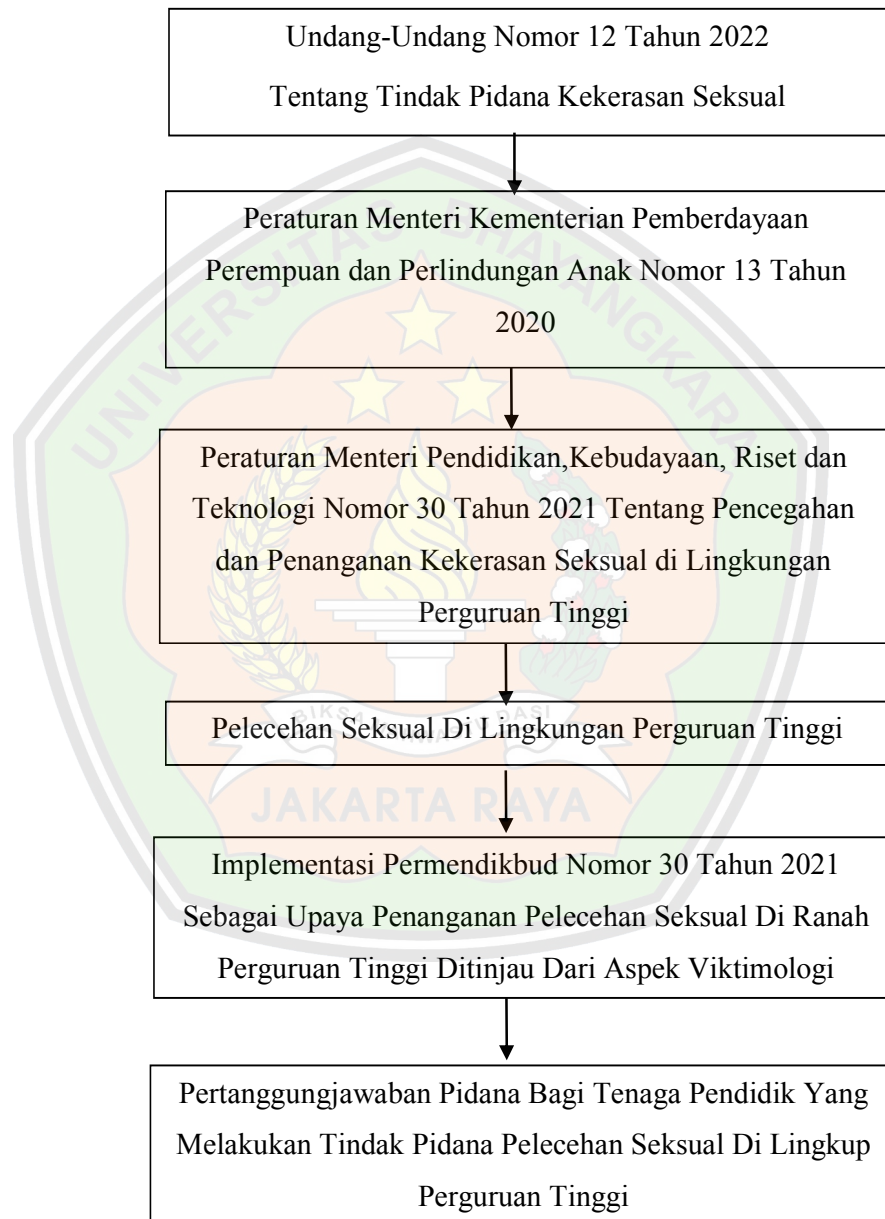 Undang-Undang Nomor 12 Tahun 2022
Tentang Tindak Pidana Kekerasan Seksual
Peraturan Menteri Kementerian Pemberdayaan
Perempuan dan Perlindungan Anak Nomor 13 Tahun
2020
Peraturan Menteri Pendidikan,Kebudayaan, Riset dan
Teknologi Nomor 30 Tahun 2021 Tentang Pencegahan
dan Penanganan Kekerasan Seksual di Lingkungan
Perguruan Tinggi
Pelecehan Seksual Di Lingkungan Perguruan Tinggi
Implementasi Permendikbud Nomor 30 Tahun 2021
Sebagai Upaya Penanganan Pelecehan Seksual Di Ranah
Perguruan Tinggi Ditinjau Dari Aspek Viktimologi
Pertanggungjawaban Pidana Bagi Tenaga Pendidik Yang
Melakukan Tindak Pidana Pelecehan Seksual Di Lingkup
Perguruan Tinggi
UNIVERSITAS BHAYANGKARA
JAKARTA RAYA